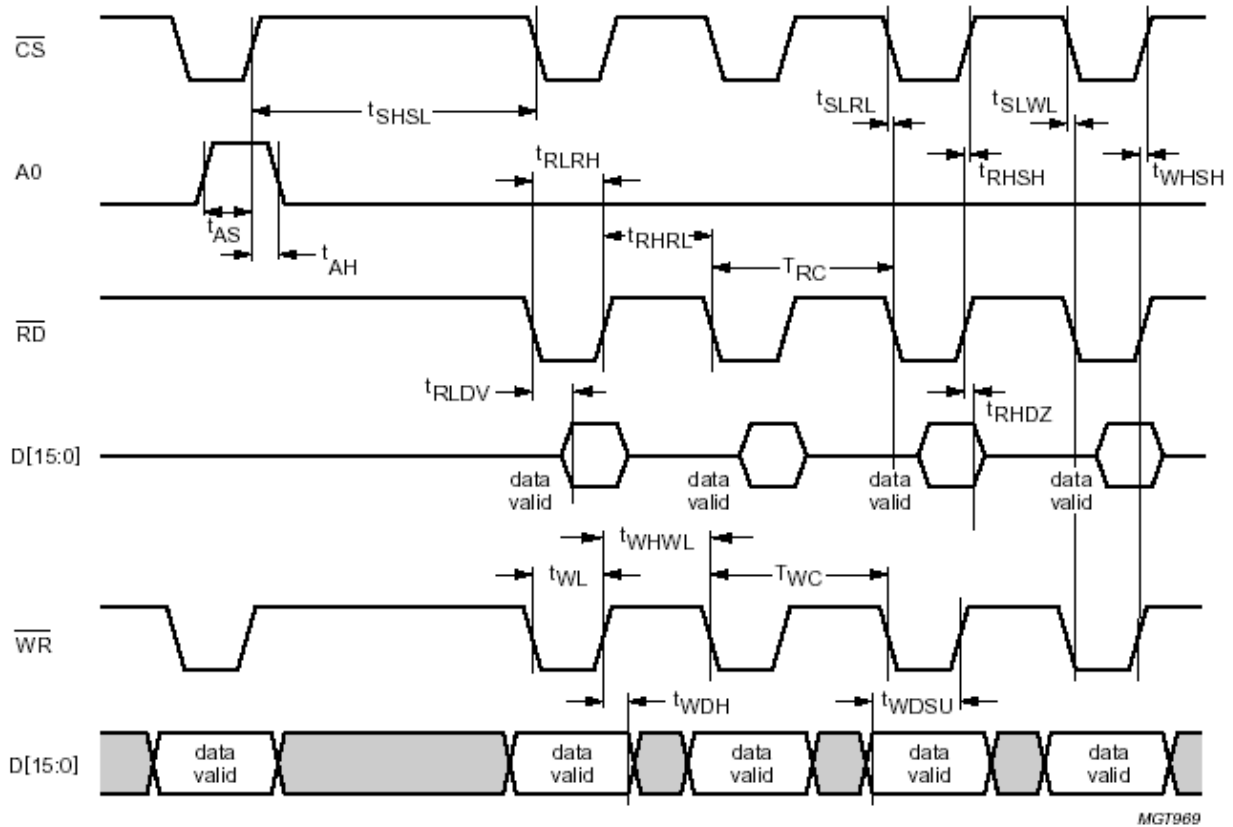 CS
tSHSL
tSLRL
tSLWL
A0
tRLRH
tRHSH
tWHSH
tAS
tAH
tRHRL
TRC
RD
tRLDV
tRHDZ
D[15:0]
data valid
data valid
data valid
data valid
tWHWL
tWL
TWC
WR
tWDH
tWDSU
D[15:0]
data valid
data valid
data valid
data valid
data valid
MGT969